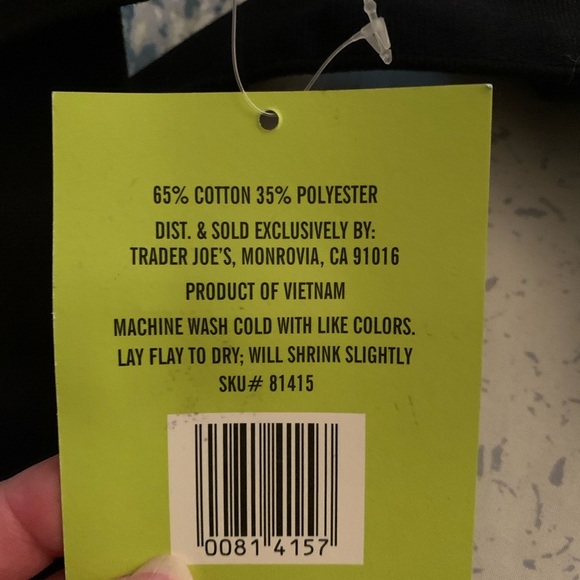 65% COTTON 35% POLYESTER
DIST. & SOLD EXCLUSIVELY BY:
TRADER JOE'S, MONROVIA, CA 91016
PRODUCT OF VIETNAM
MACHINE WASH COLD WITH LIKE COLORS.
LAY FLAY TO DRY; WILL SHRINK SLIGHTLY
SKU# 81415
0081 4157